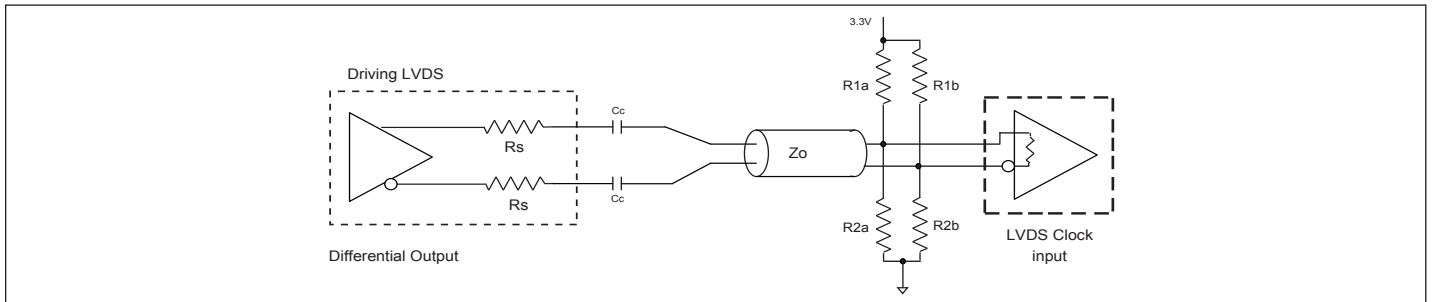 3.3V
Driving LVDS
R1a
R1b
Cc
Rs
Zo
Rs
Cc
R2a
R2b
LVDS Clock
input
Differential Output